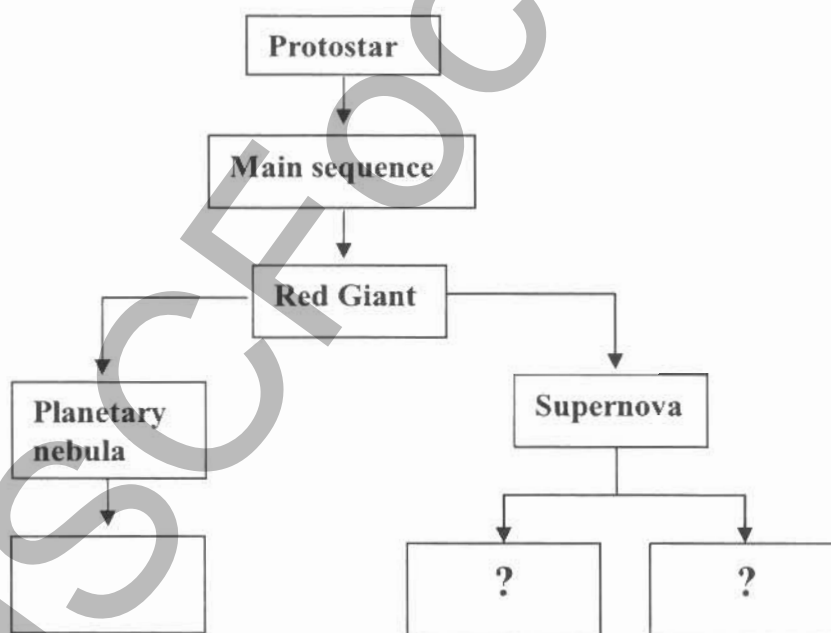 Protostar
Main sequence
Red Giant
Planetary
nebula
Supernova
?
?